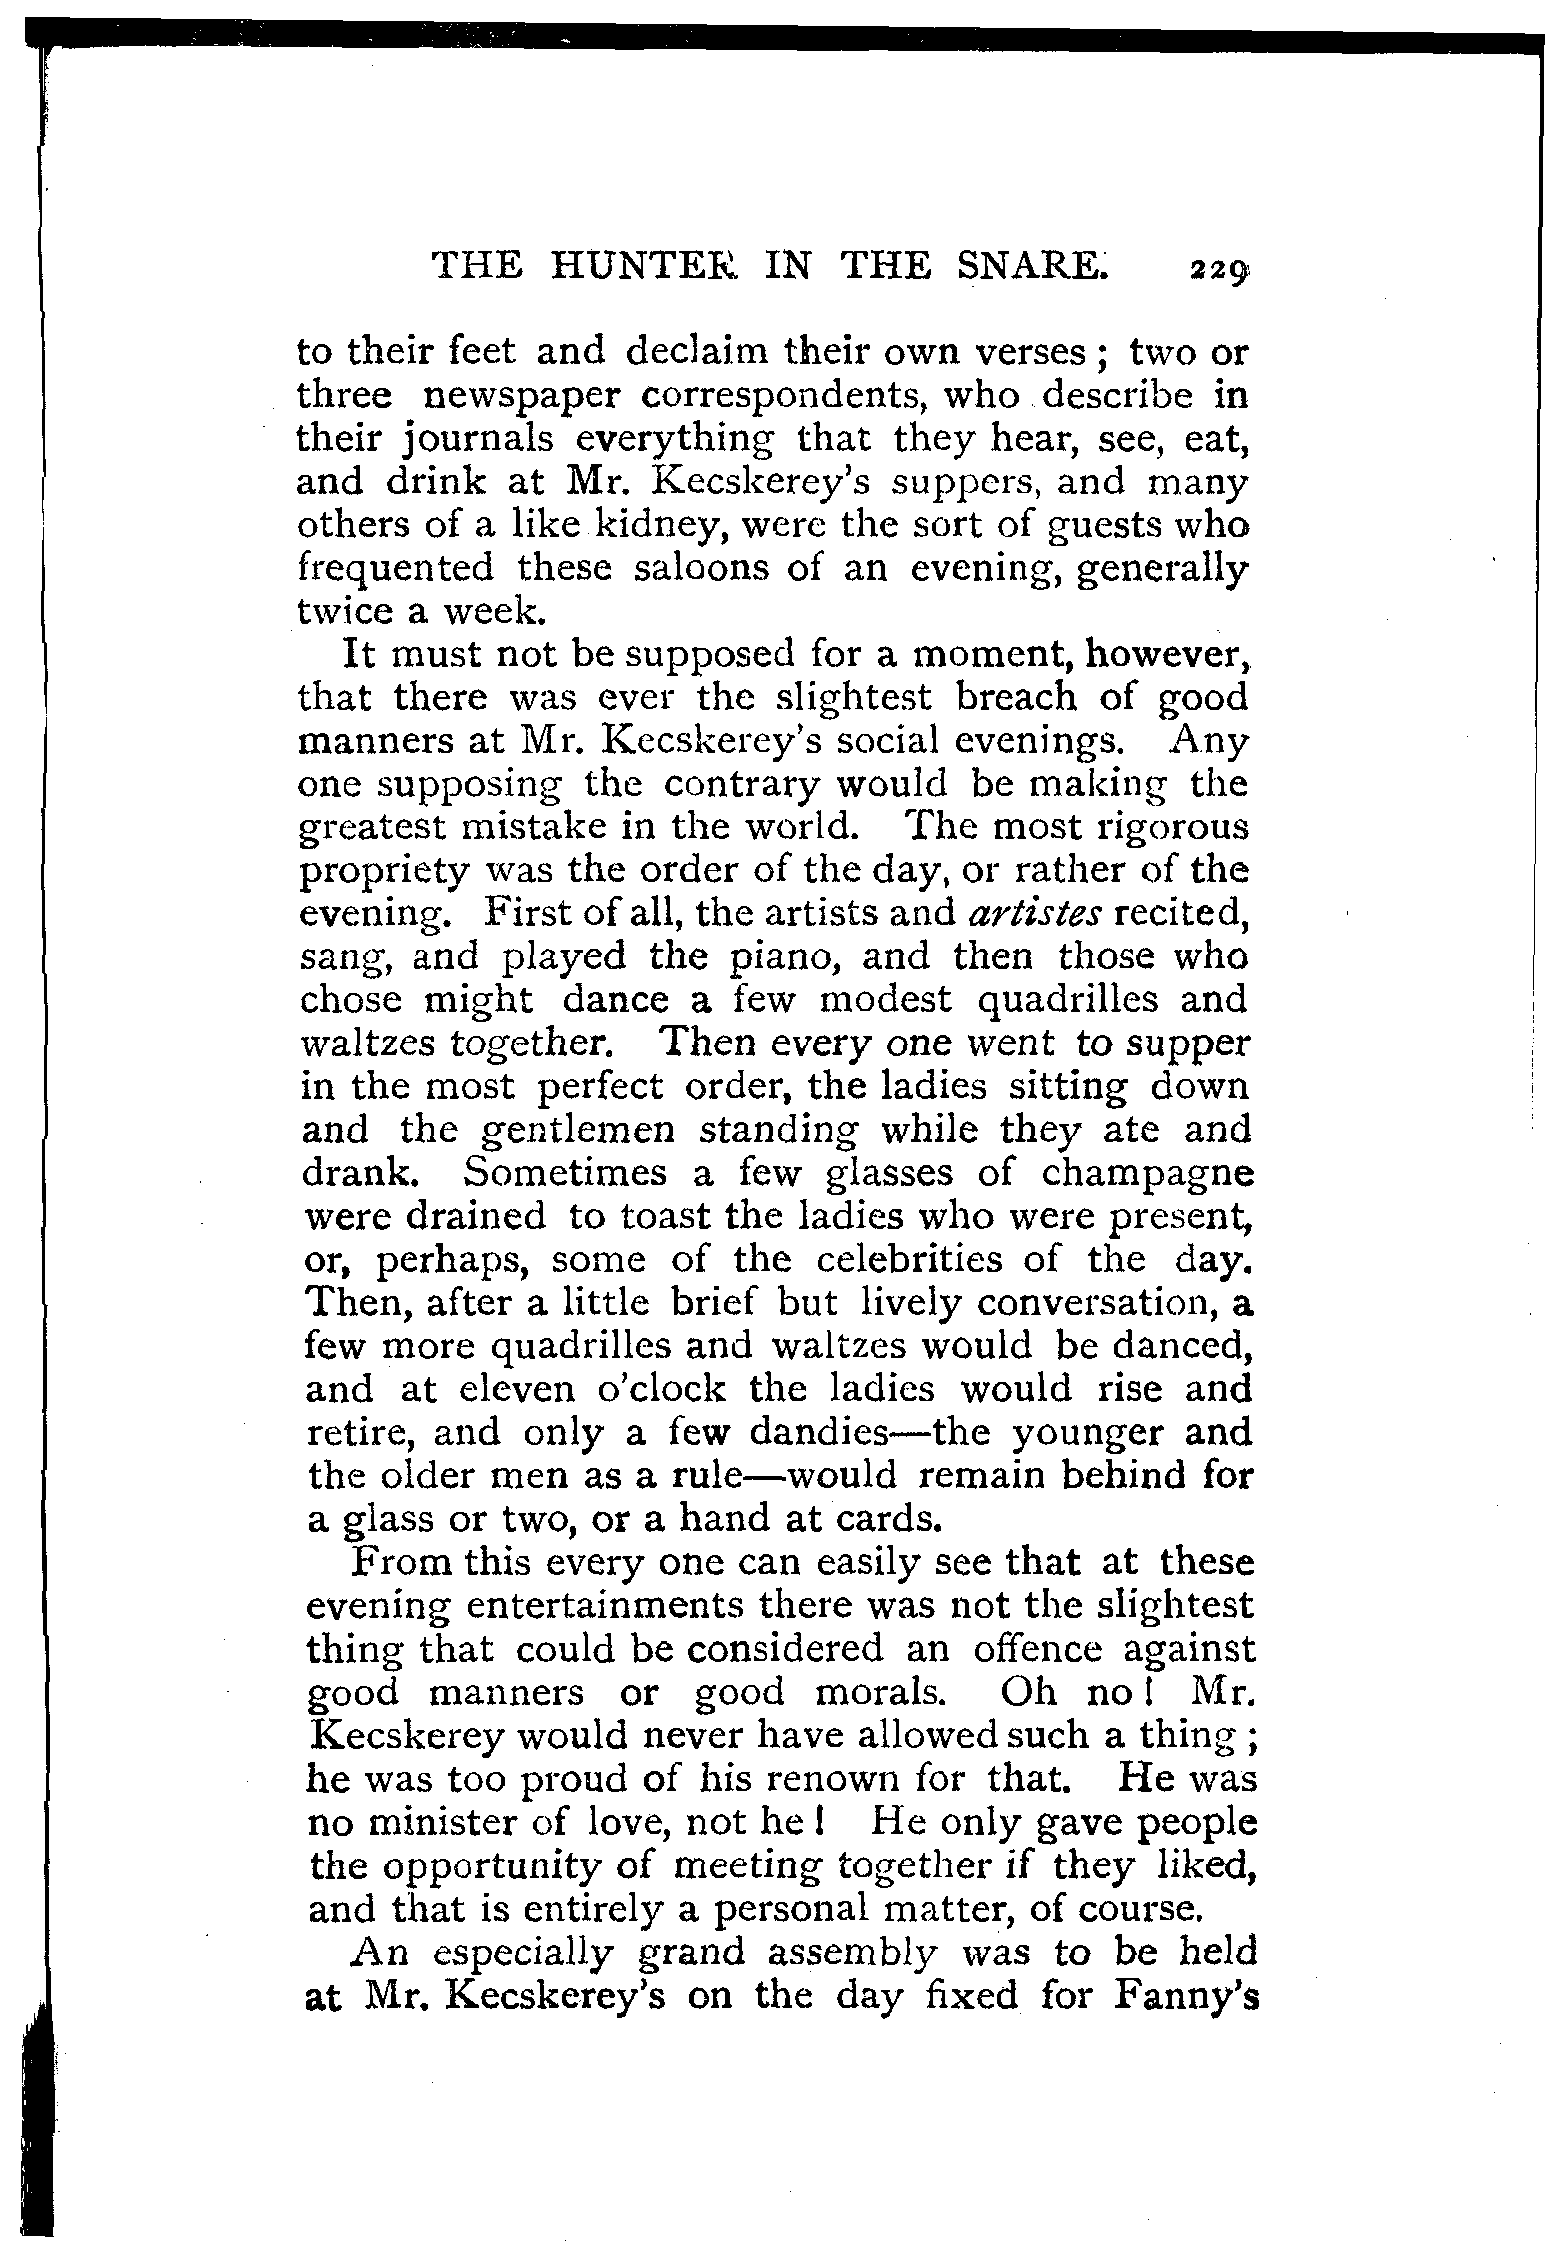 THE HUNTER IN THE SNARE. 229
to their feet and declaim their own verses ; two or
three newspaper correspondents, who describe in
their journals everything that they hear, see, eat,
and drink at Mr. Kecskerey's suppers, and many
others of a like kidney, were the sort of guests who
frequented these saloons of an evening, generally
twice a week.
It must not be supposed for a moment, however,
that there was ever the slightest breach of good
manners at Mr. Kecskerey's social evenings. Any
one supposing the contrary would be making the
greatest mistake in the world. The most rigorous
propriety was the order of the day, or rather of the
evening. First of all, the artists and artistes recited,
sang, and played the piano, and then those who
chose might dance a few modest quadrilles and
waltzes together. Then every one went to supper
in the most perfect order, the ladies sitting down
and the gentlemen standing while they ate and
drank. Sometimes a few glasses of champagne
were drained to toast the ladies who were present,
or, perhaps, some of the celebrities of the day.
Then, after a little brief but lively conversation, a
few more quadrilles and waltzes would be danced,
and at eleven o'clock the ladies would rise and
retire, and only a few dandies—the younger and
the older men as a rule—would remain behind for
a glass or two, or a hand at cards.
From this every one can easily see that at these
evening entertainments there was not the slightest
thing that could be considered an offence against
good manners or good morals. Oh no ! Mr.
Kecskerey would never have allowed such a thing ;
he was too proud of his renown for that. He was
no minister of love, not he ! He only gave people
the opportunity of meeting together if they liked,
and that is entirely a personal matter, of course.
An especially grand assembly was to be held
at Mr. Kecskerey's on the day fixed for Fanny's